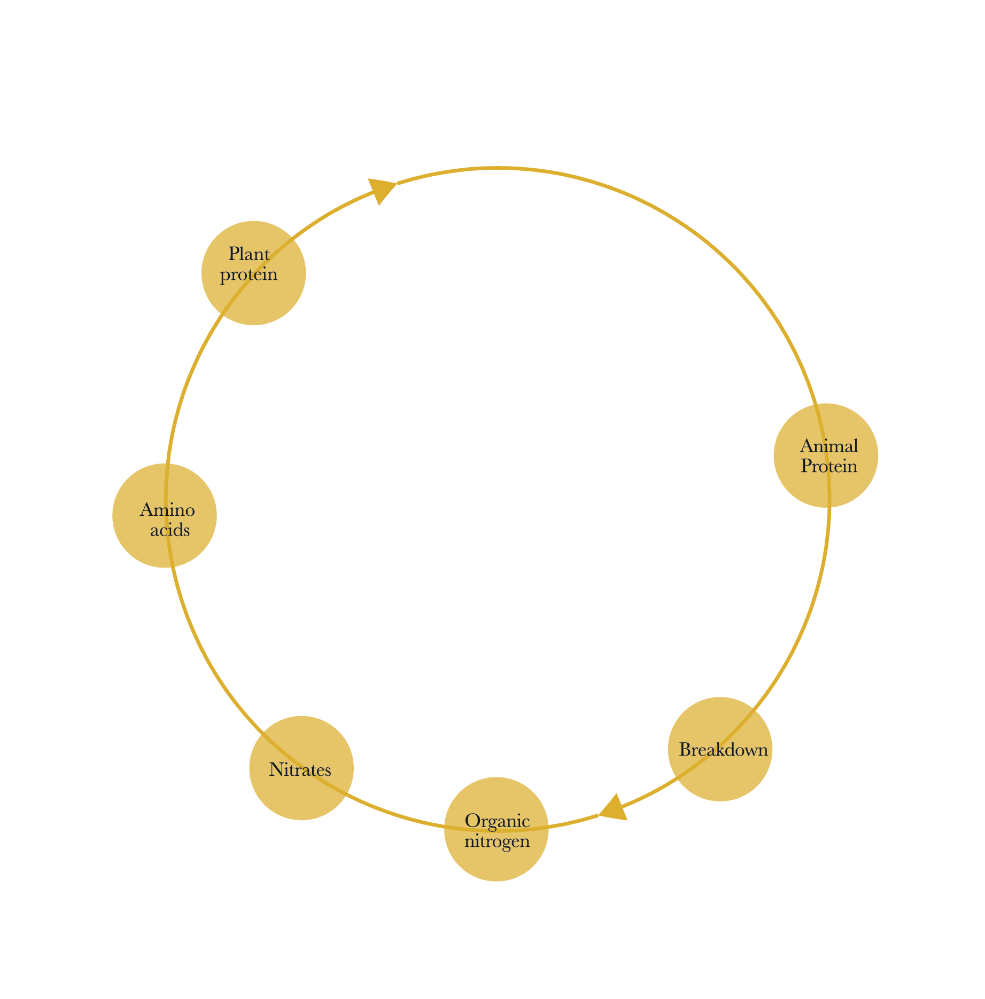 Plant
protein
Animal
Protein
Amino
acids
Breakdown
Nitrates
Organic
nitrogen